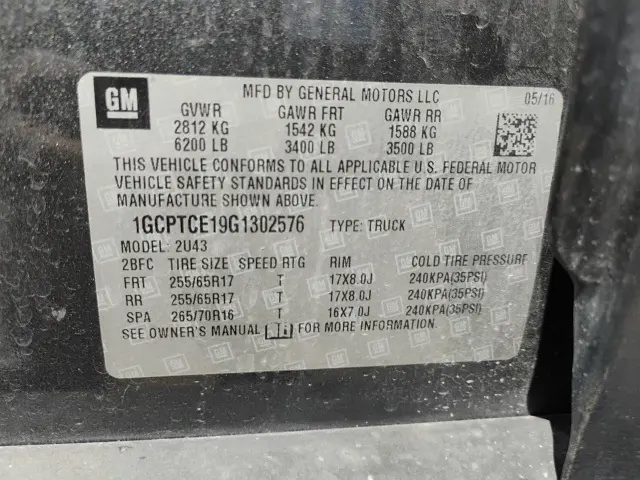 GM
MFD BY GENERAL MOTORS LLC 05/16
GVWR GAWR FRT GAWR RR
2812 KG 1542 KG 1588 KG
6200 LB 3400 LB 3500 LB
THIS VEHICLE CONFORMS TO ALL APPLICABLE U.S. FEDERAL MOTOR
VEHICLE SAFETY STANDARDS IN EFFECT ON THE DATE OF
MANUFACTURE SHOWN ABOVE.
1GCPTCE19G1302576 TYPE: TRUCK
MODEL: 2U43
2BFC TIRE SIZE SPEED RTG RIM COLD TIRE PRESSURE
FRT 255/65R17 T 17X8.0J 240KPA(35PSI)
RR 255/65R17 T 17X8.0J 240KPA(35PSI)
SPA 265/70R16 T 16X7.0J 240KPA(35PSI)
SEE OWNER'S MANUAL FOR MORE INFORMATION.